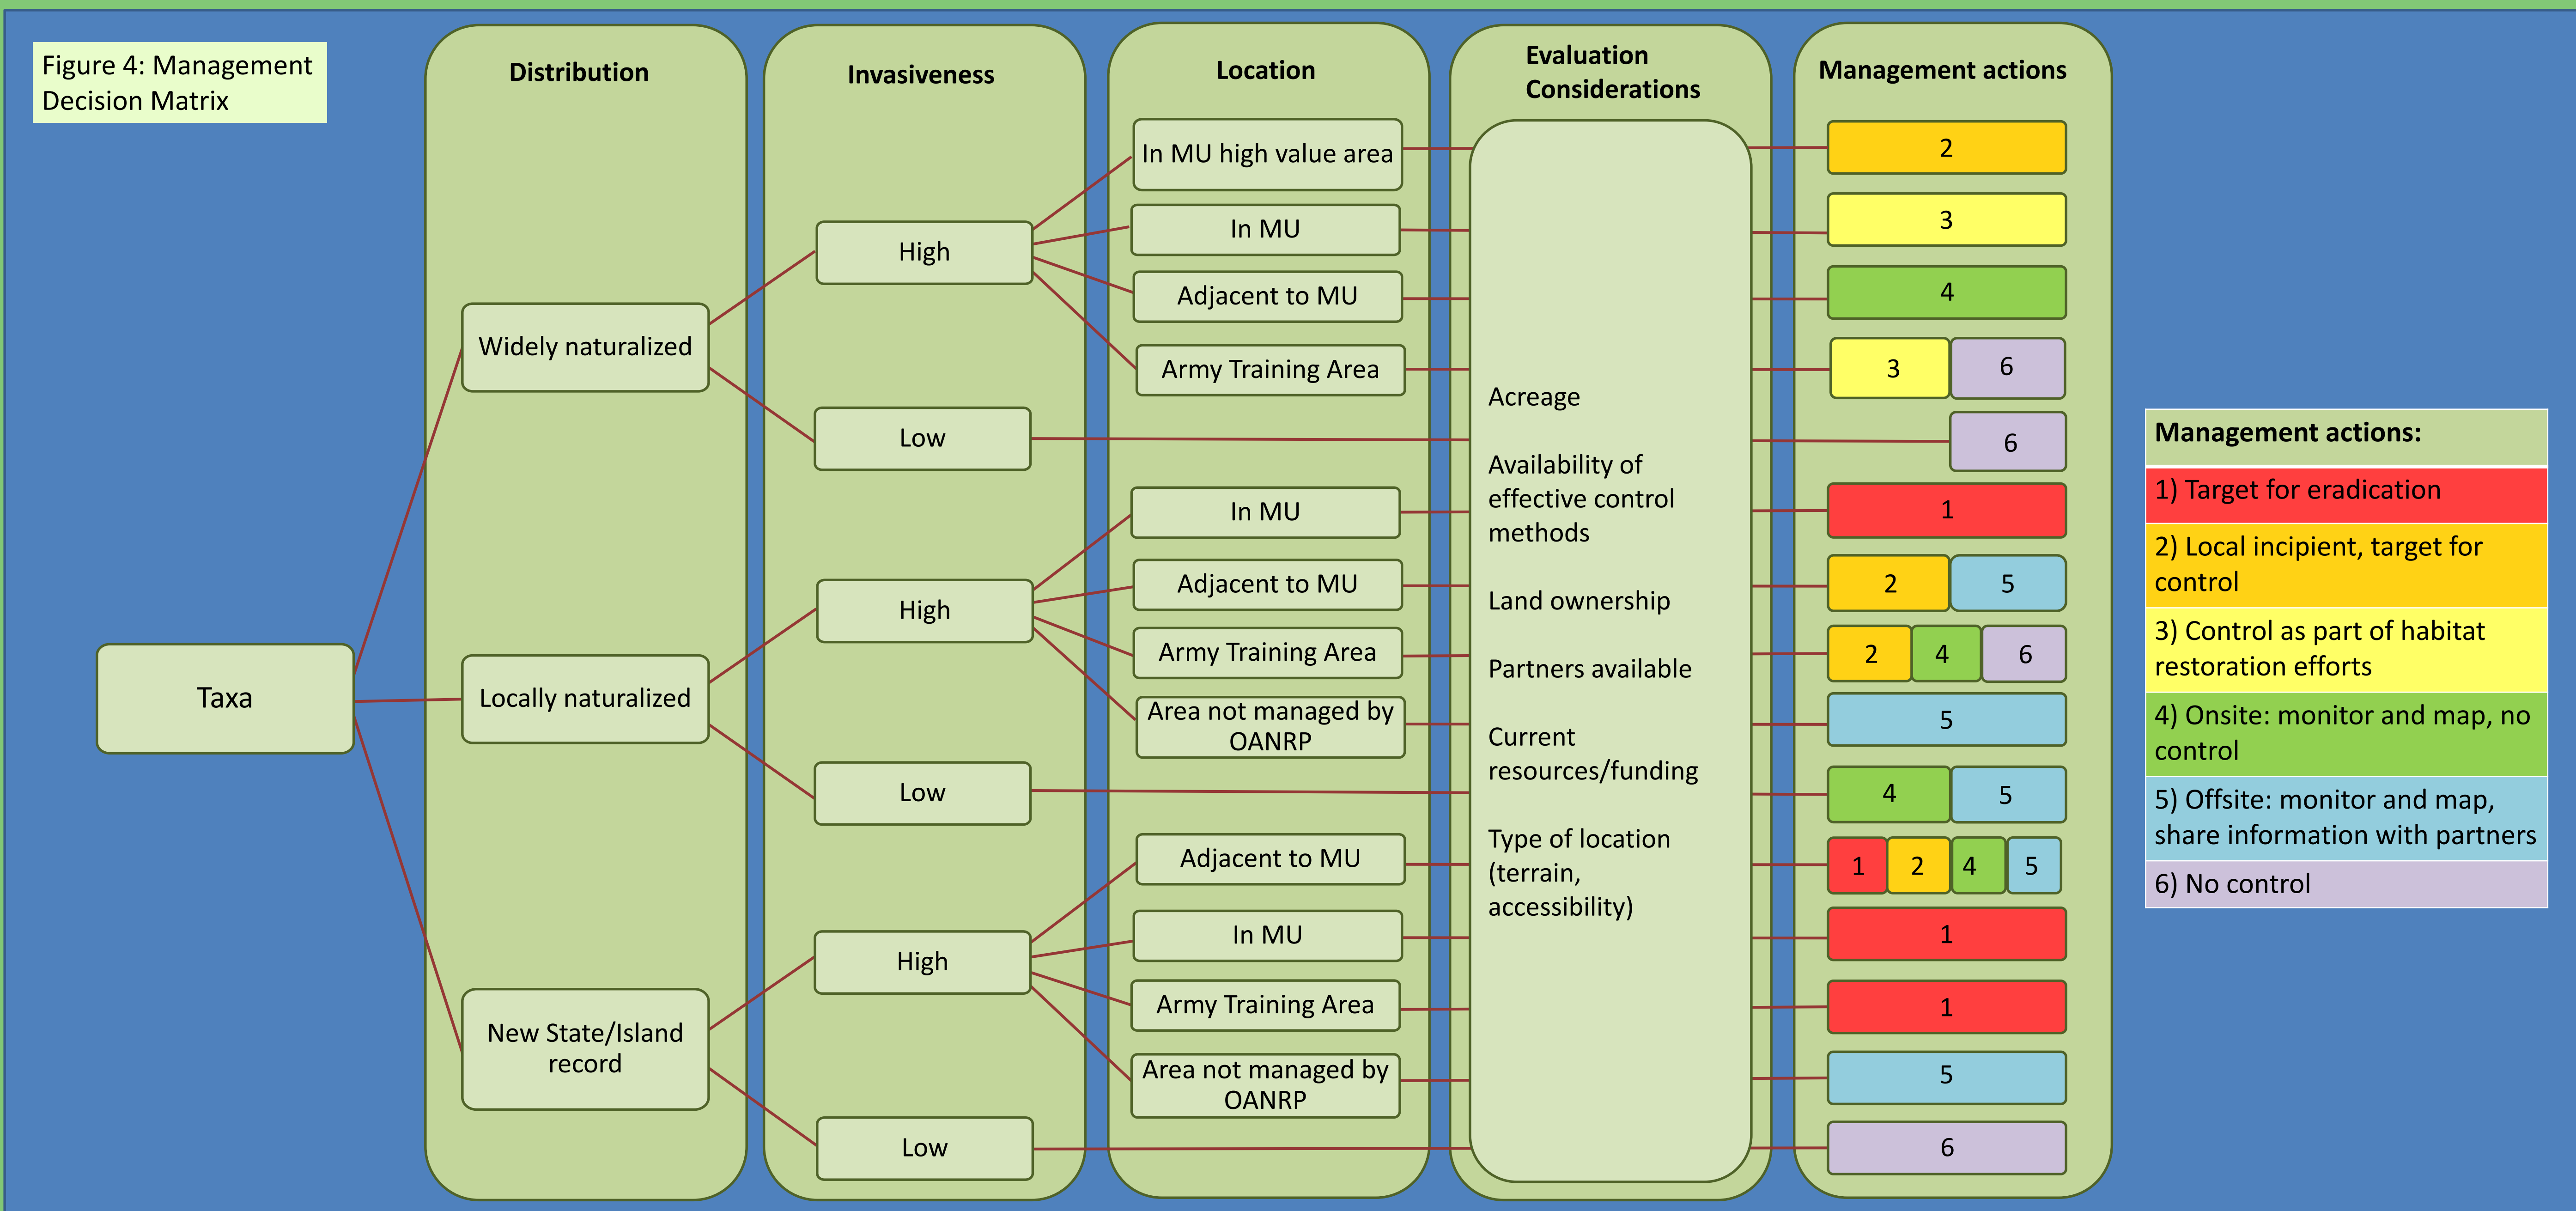 Figure 4: Management
Decision Matrix
Taxa
Distribution
Widely naturalized
Locally naturalized
New State/Island
record
Invasiveness
High
Low
High
Low
High
Low
Location
In MU high value area
In MU
Adjacent to MU
Army Training Area
In MU
Adjacent to MU
Army Training Area
Area not managed by
OANRP
Adjacent to MU
In MU
Army Training Area
Area not managed by
OANRP
Evaluation
Considerations
Acreage
Availability of
effective control
methods
Land ownership
Partners available
Current
resources/funding
Type of location
(terrain,
accessibility)
Management actions
2
3
4
3 6
6
1
2 5
2 4 6
5
4 5
1 2 4 5
1
1
5
6
Management actions:
1) Target for eradication
2) Local incipient, target for
control
3) Control as part of habitat
restoration efforts
4) Onsite: monitor and map, no
control
5) Offsite: monitor and map,
share information with partners
6) No control